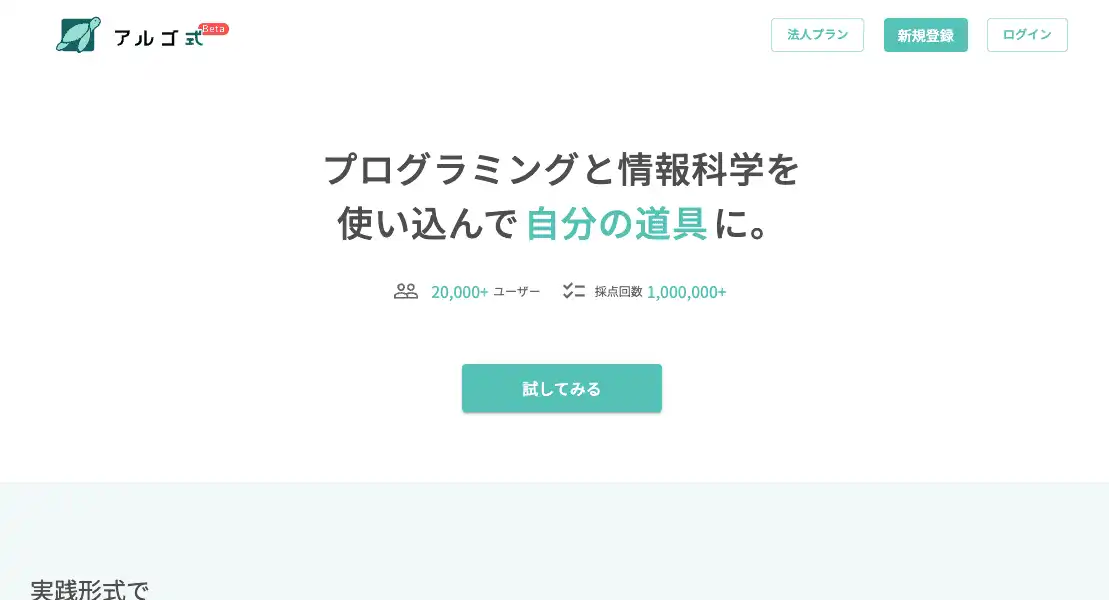 アルゴ式 Beta
法人プラン
新規登録
ログイン
プログラミングと情報科学を
使い込んで自分の道具に。
20,000+ ユーザー 採点回数 1,000,000+
試してみる
実践形式で